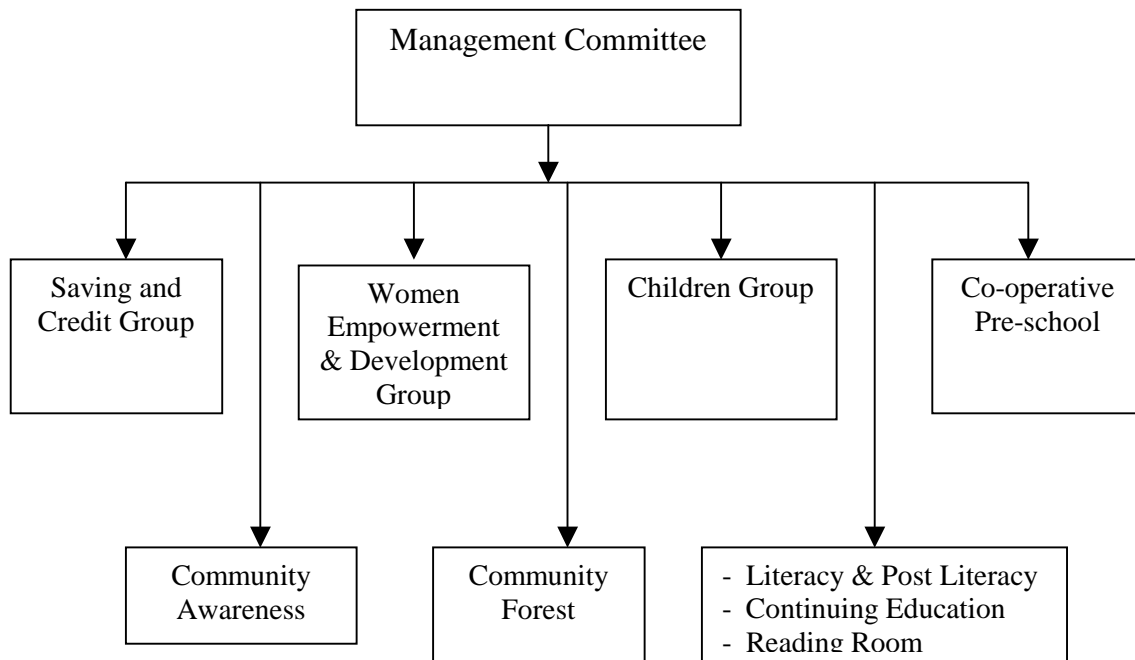 Management Committee
Saving and
Credit Group
Women
Empowerment
& Development
Group
Children Group
Co-operative
Pre-school
Community
Awareness
Community
Forest
- Literacy & Post Literacy
- Continuing Education
- Reading Room